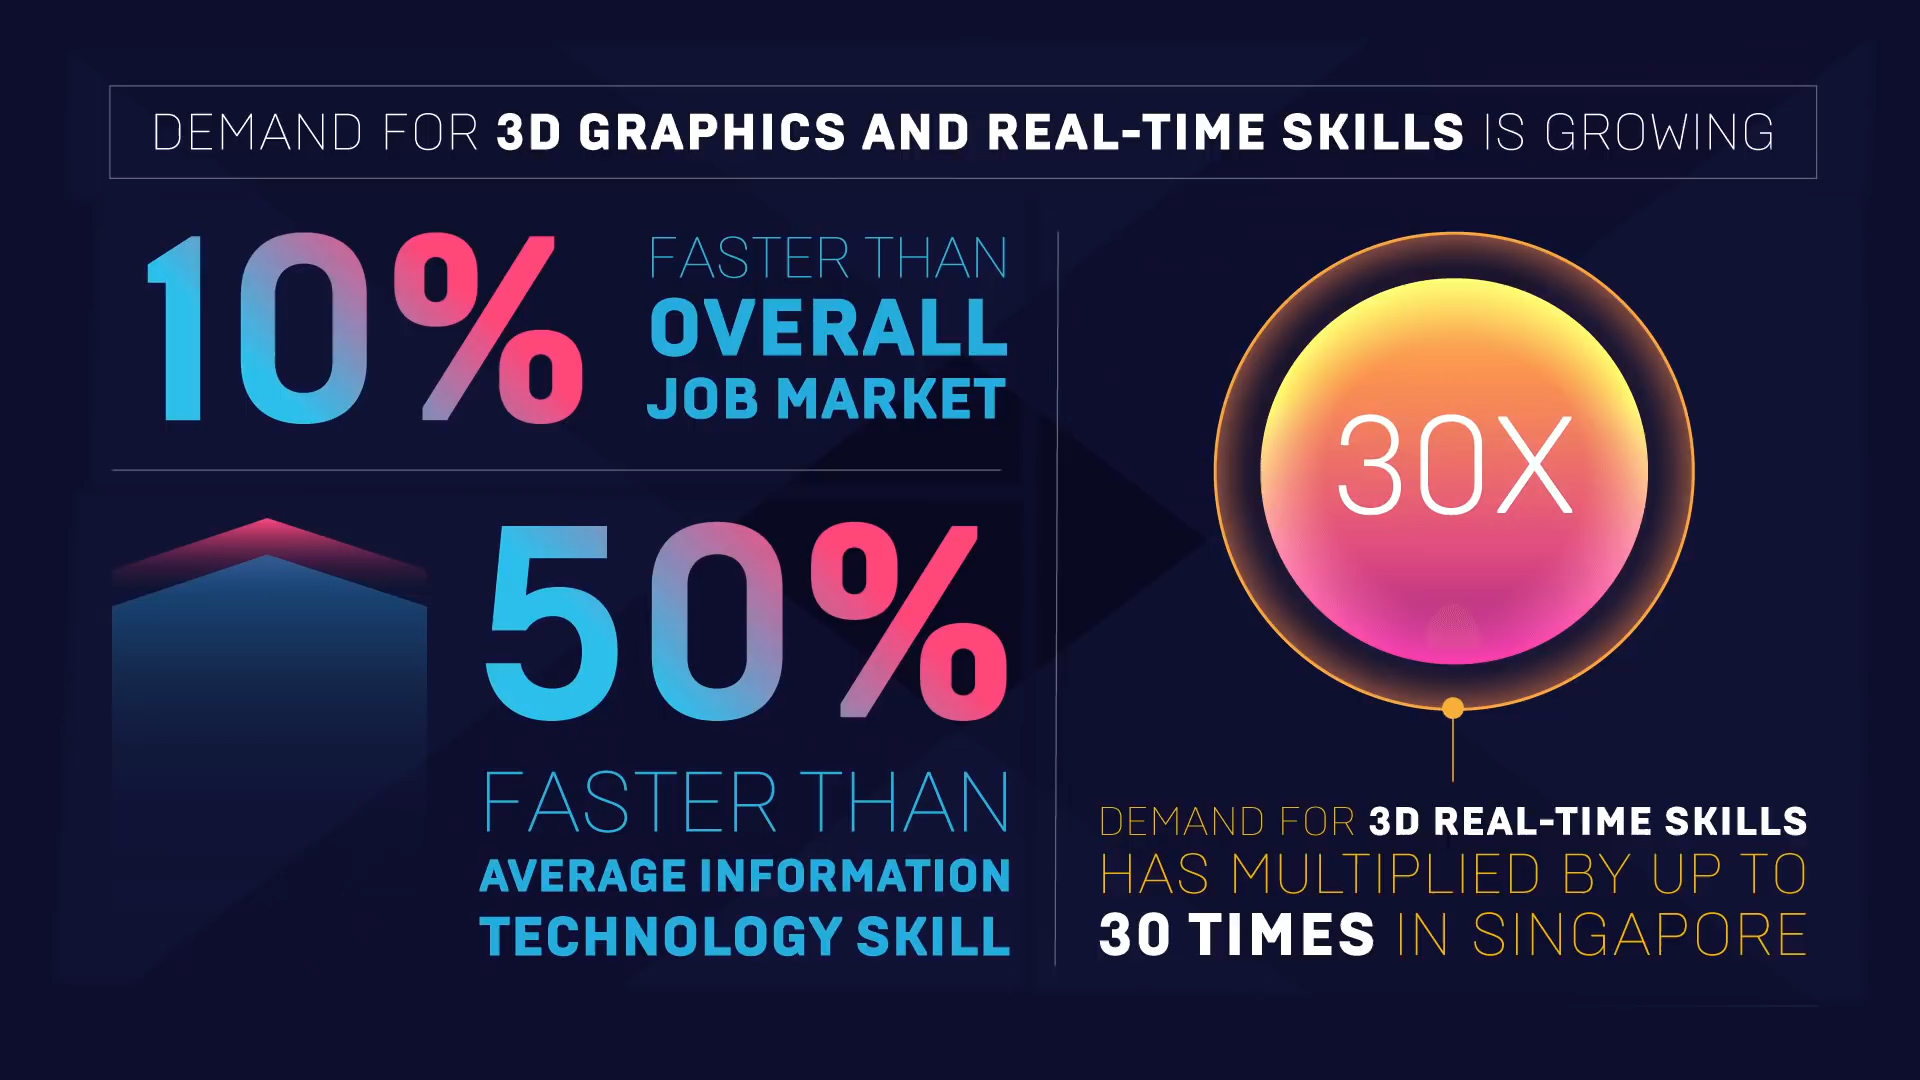 DEMAND FOR 3D GRAPHICS AND REAL-TIME SKILLS IS GROWING
10%
FASTER THAN
OVERALL
JOB MARKET
50%
FASTER THAN
AVERAGE INFORMATION
TECHNOLOGY SKILL
30X
DEMAND FOR 3D REAL-TIME SKILLS
HAS MULTIPLIED BY UP TO
30 TIMES IN SINGAPORE